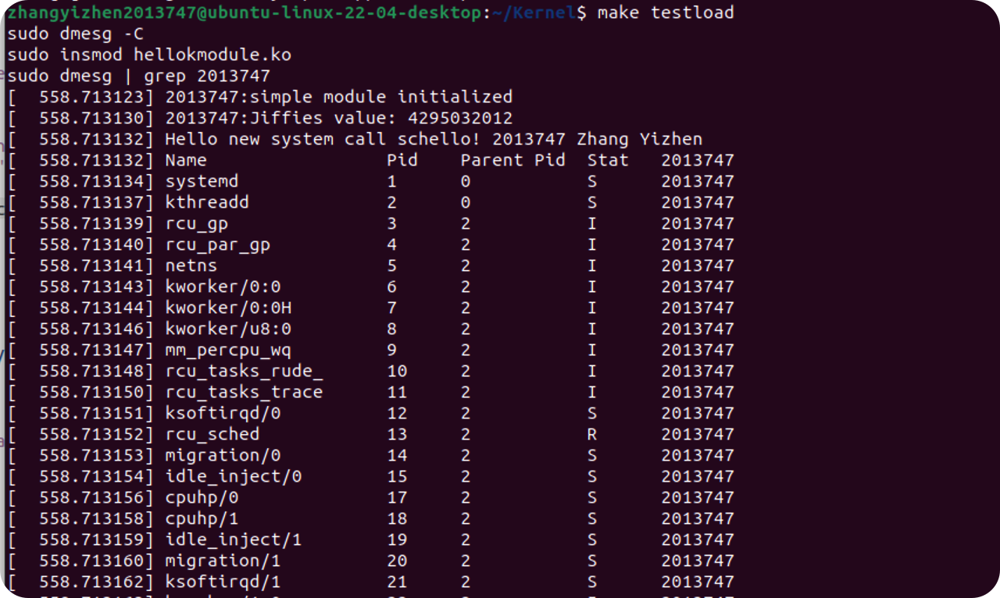 zhangyizhen2013747@ubuntu-linux-22-04-desktop:~/Kernel$ make testload
sudo dmesg -C
sudo insmod hellokmodule.ko
sudo dmesg | grep 2013747
[  558.713123] 2013747:simple module initialized
[  558.713130] 2013747:Jiffies value: 4295032012
[  558.713132] Hello new system call schello! 2013747 Zhang Yizhen
[  558.713132] Name                 Pid    Parent Pid  Stat   2013747
[  558.713134] systemd              1      0           S      2013747
[  558.713137] kthreadd             2      0           S      2013747
[  558.713139] rcu_gp               3      2           I      2013747
[  558.713140] rcu_par_gp           4      2           I      2013747
[  558.713141] netns                5      2           I      2013747
[  558.713143] kworker/0:0          6      2           I      2013747
[  558.713144] kworker/0:0H         7      2           I      2013747
[  558.713146] kworker/u8:0         8      2           I      2013747
[  558.713147] mm_percpu_wq         9      2           I      2013747
[  558.713148] rcu_tasks_rude_      10     2           I      2013747
[  558.713150] rcu_tasks_trace      11     2           I      2013747
[  558.713151] ksoftirqd/0          12     2           S      2013747
[  558.713152] rcu_sched            13     2           R      2013747
[  558.713153] migration/0          14     2           S      2013747
[  558.713154] idle_inject/0        15     2           S      2013747
[  558.713156] cpuhp/0              17     2           S      2013747
[  558.713158] cpuhp/1              18     2           S      2013747
[  558.713159] idle_inject/1        19     2           S      2013747
[  558.713160] migration/1          20     2           S      2013747
[  558.713162] ksoftirqd/1          21     2           S      2013747